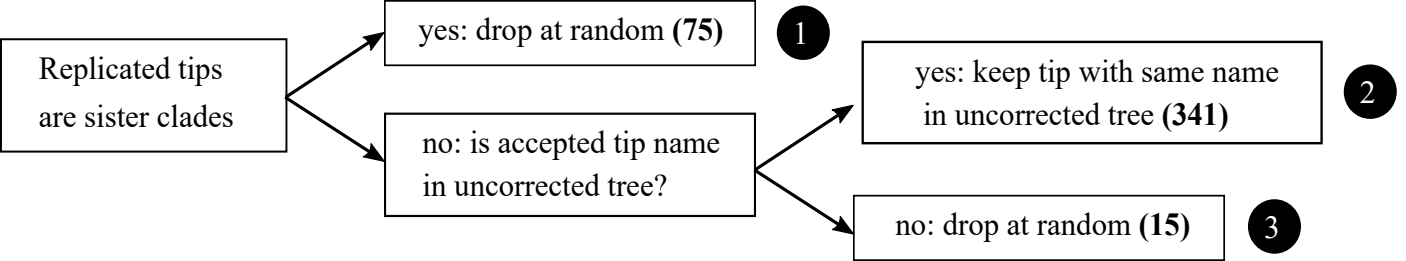 Replicated tips
are sister clades
yes: drop at random (75)
1
no: is accepted tip name
in uncorrected tree?
yes: keep tip with same name
in uncorrected tree (341)
2
no: drop at random (15)
3